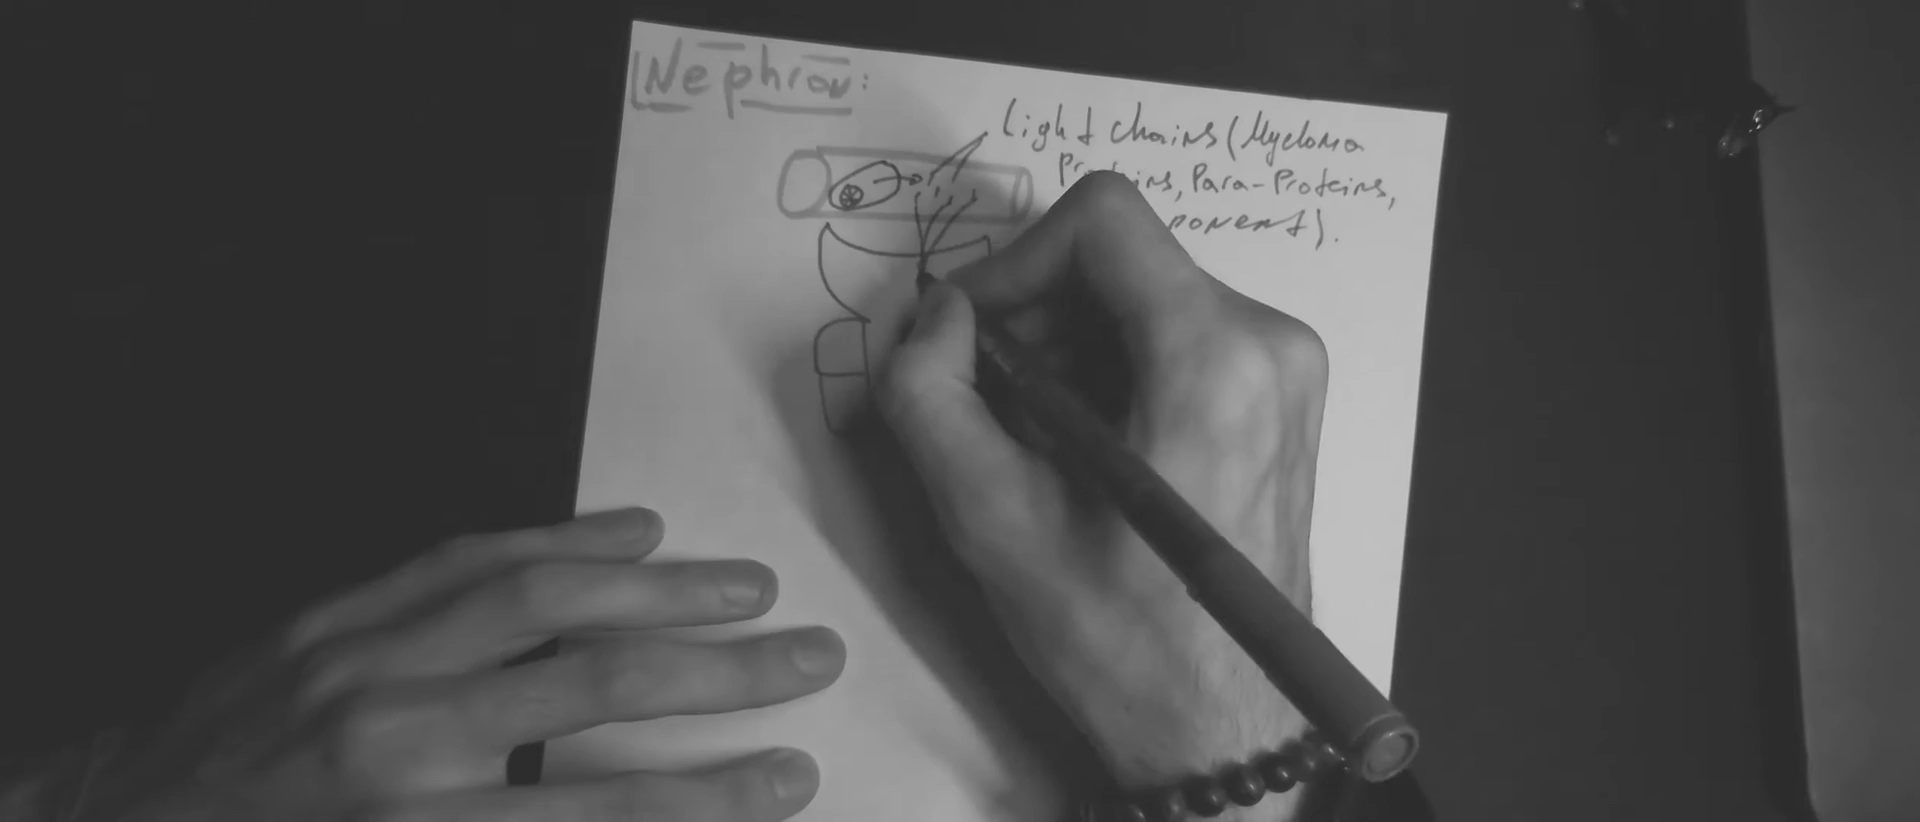 Nephron:
Light chains (Myeloma
Proteins, Para-Proteins,
ponent).